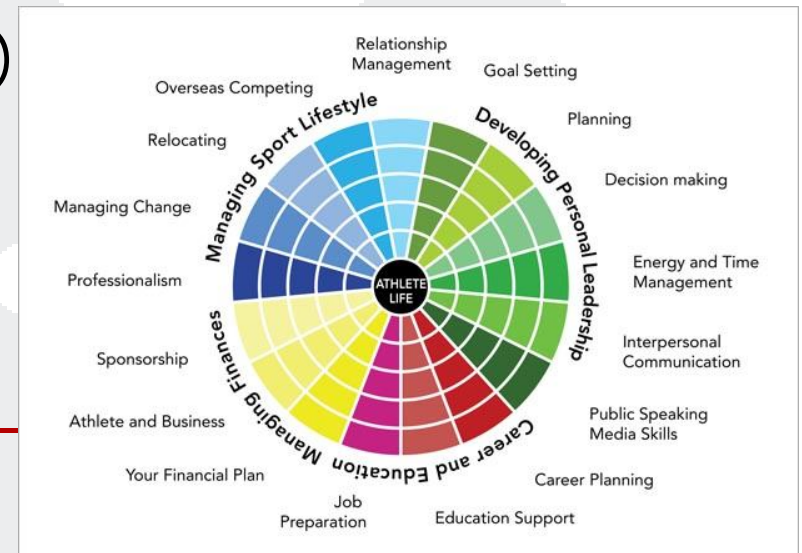 )
Relationship
Management
Goal Setting
Planning
Decision making
Energy and Time
Management
Interpersonal
Communication
Public Speaking
Media Skills
Career Planning
Education Support
Job
Preparation
Your Financial Plan
Athlete and Business
Sponsorship
Professionalism
Managing Change
Relocating
Overseas Competing
Managing Sport Lifestyle
Developing Personal Leadership
Career and Education
Managing Finances
ATHLETE
LIFE